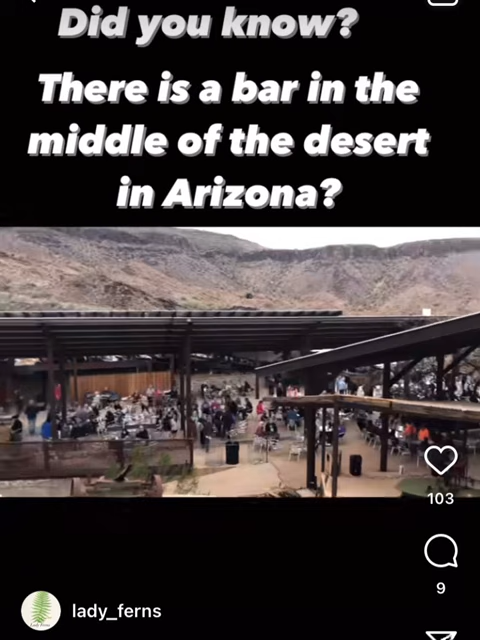 Did you know?
There is a bar in the
middle of the desert
in Arizona?
103
9
lady_ferns